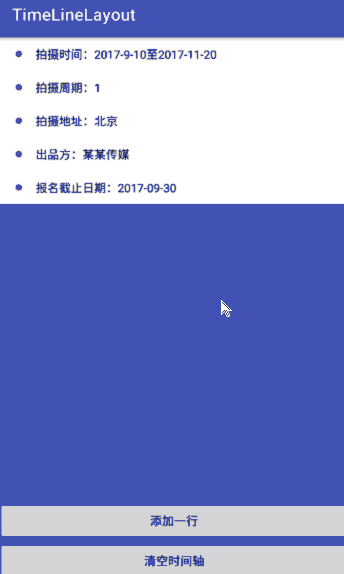 TimeLineLayout
拍摄时间：2017-9-10至2017-11-20
拍摄周期：1
拍摄地址：北京
出品方：某某传媒
报名截止日期：2017-09-30
添加一行
清空时间轴